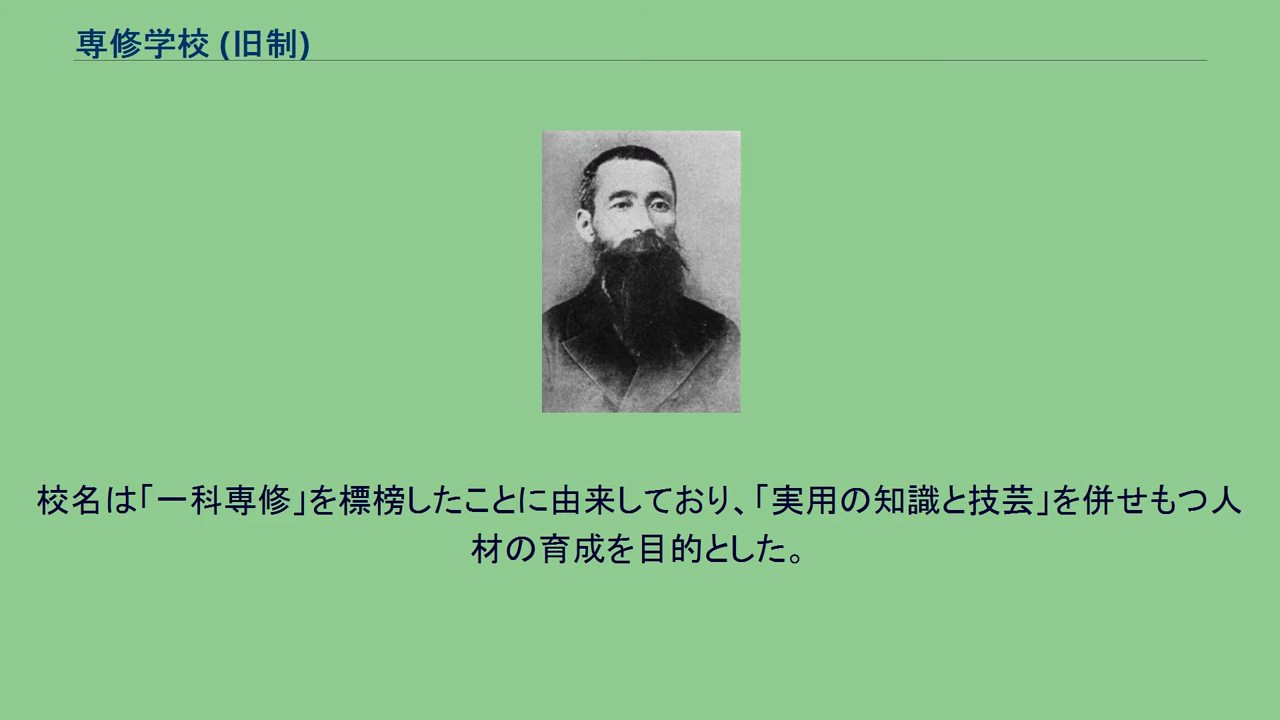 専修学校 (旧制)
校名は「一科専修」を標榜したことに由来しており、「実用の知識と技芸」を併せもつ人
材の育成を目的とした。